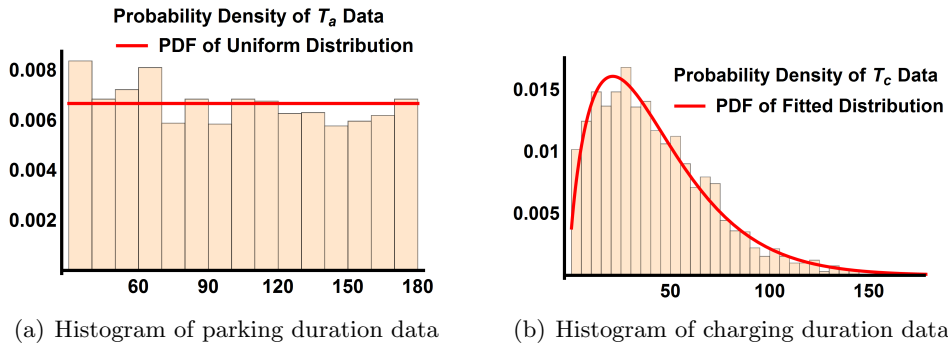 Probability Density of Ta Data
PDF of Uniform Distribution
0.008
0.006
0.004
0.002
60 90 120 150 180
(a) Histogram of parking duration data
Probability Density of Tc Data
PDF of Fitted Distribution
0.015
0.01
0.005
50 100 150
(b) Histogram of charging duration data